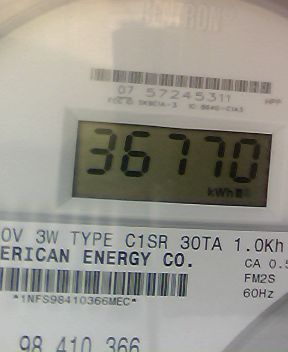 07 57245311
HPP
36770
kWh
0V 3W TYPE C1SR 30TA 1.0Kh
ERICAN ENERGY CO.
CA 0.5
FM2S
60Hz
*1NFS98410366MEC*
98 410 366